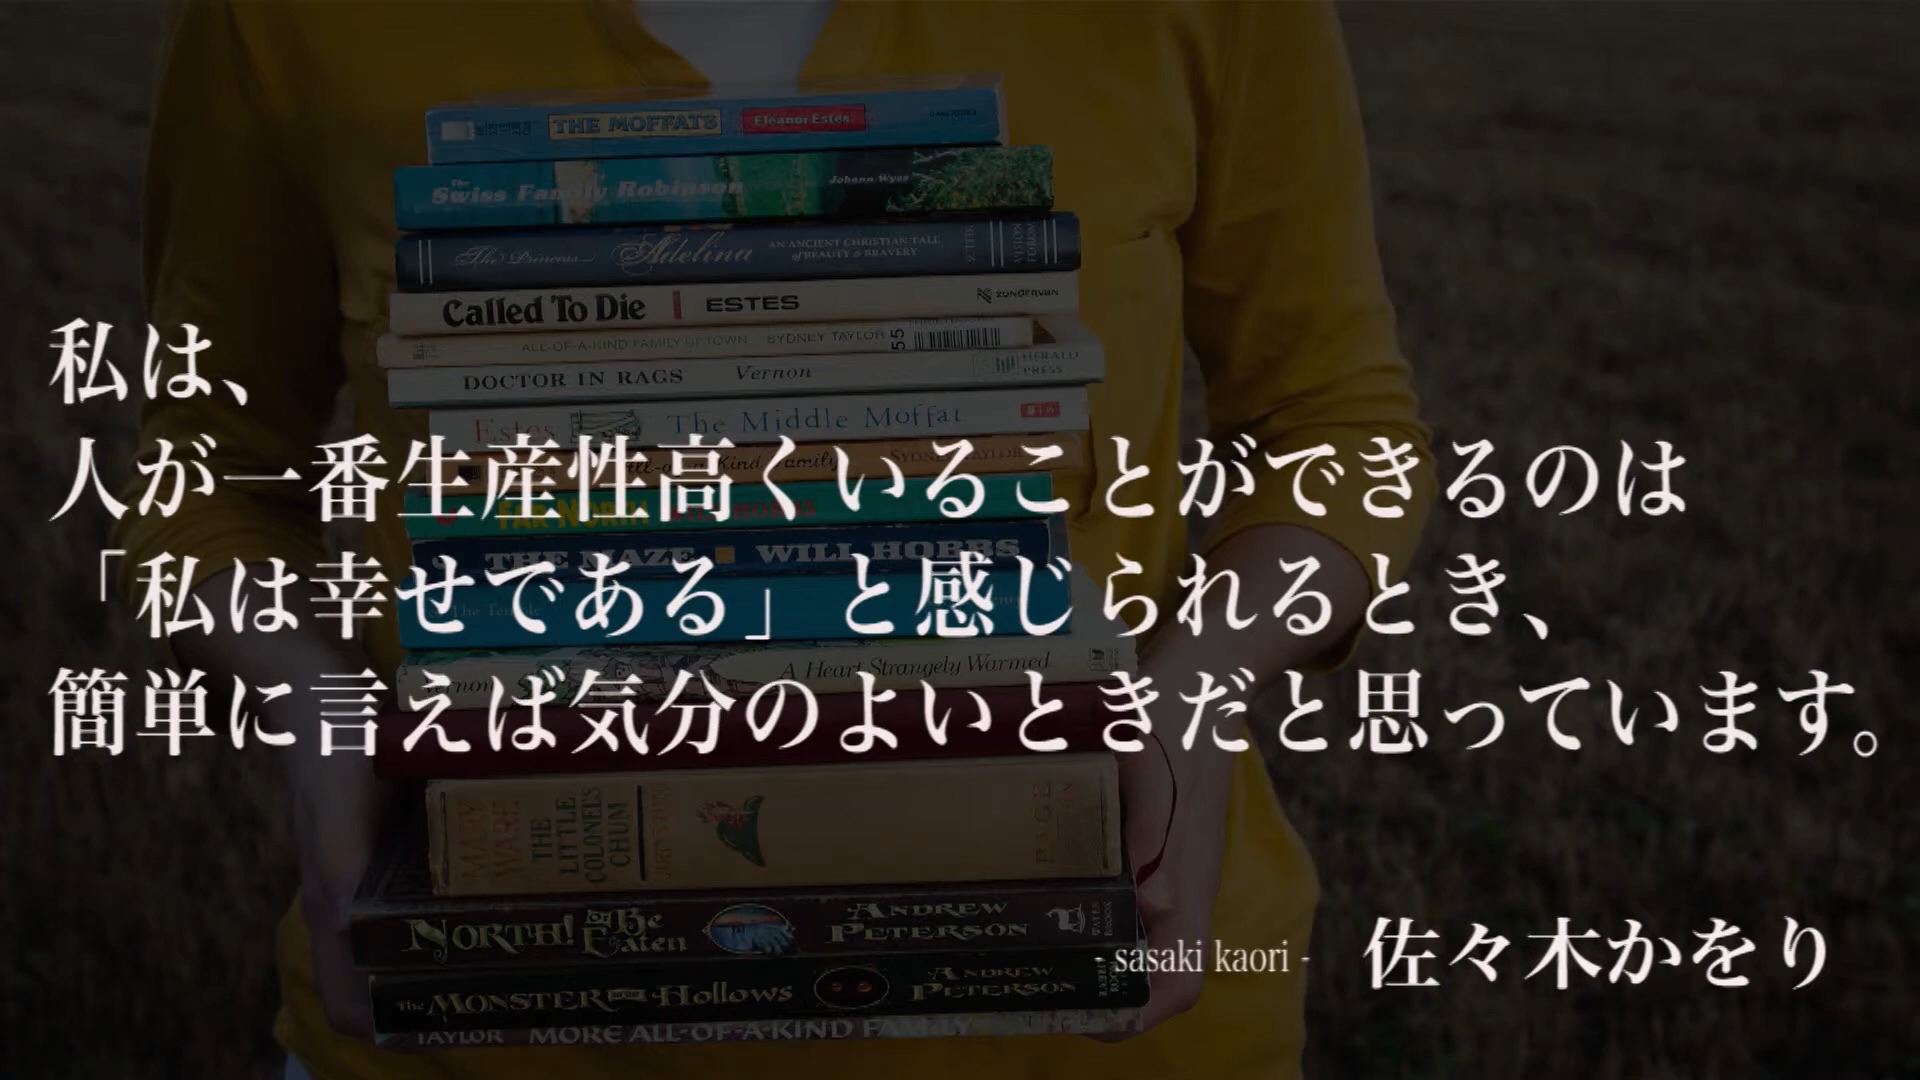 THE MOFFATS Eleanor Estes
The Swiss Family Robinson Johann Wyss
The Princess Adelina AN ANCIENT CHRISTIAN TALE of BEAUTY & BRAVERY VISION FORUM
Called To Die ESTES ZONDERVAN
ALL-OF-A-KIND FAMILY UPTOWN SYDNEY TAYLOR
DOCTOR IN RAGS Vernon HERALD PRESS
Estes The Middle Moffat
私は、
人が一番生産性高くいることができるのは
All-of-a-Kind Family SYDNEY TAYLOR
FAR NORTH WILL HOBBS
THE MAZE WILL HOBBS
「私は幸せである」と感じられるとき、
A Heart Strangely Warmed
Vernon
簡単に言えば気分のよいときだと思っています。
MARY WARE THE LITTLE COLONEL'S CHUM JOHNSTON PAGE
NORTH! or Be Eaten ANDREW PETERSON
- sasaki kaori - 佐々木かをり
The MONSTER in the Hollows ANDREW PETERSON
TAYLOR MORE ALL-OF-A-KIND FAMILY